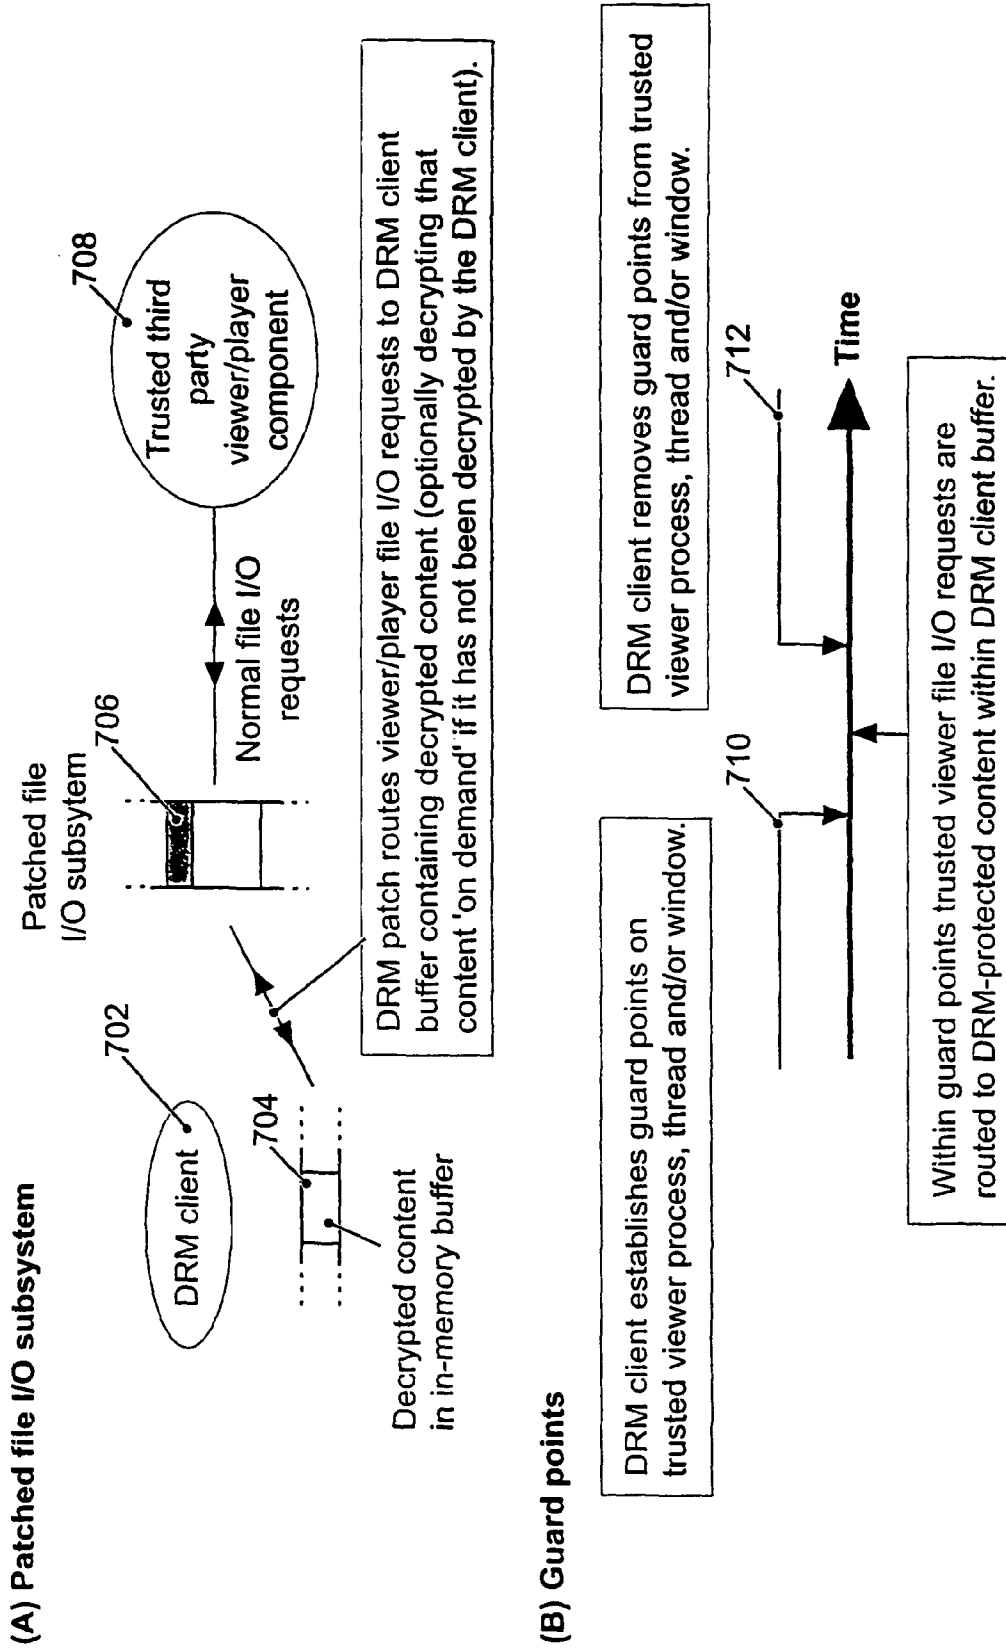 (A) Patched file I/O subsystem
DRM client
702
704
Decrypted content
in in-memory buffer
Patched file
I/O subsytem
706
Normal file I/O
requests
Trusted third
party
viewer/player
component
708
DRM patch routes viewer/player file I/O requests to DRM client
buffer containing decrypted content (optionally decrypting that
content 'on demand' if it has not been decrypted by the DRM client).
(B) Guard points
DRM client establishes guard points on
trusted viewer process, thread and/or window.
710
DRM client removes guard points from trusted
viewer process, thread and/or window.
712
Time
Within guard points trusted viewer file I/O requests are
routed to DRM-protected content within DRM client buffer.